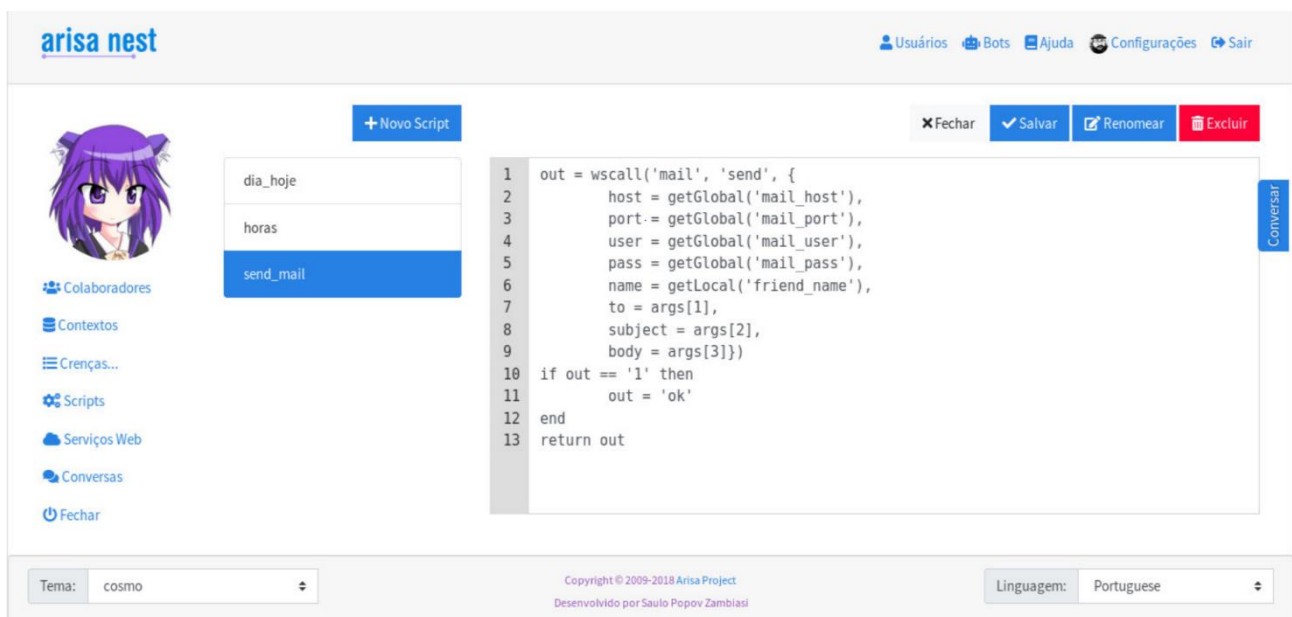 arisa nest
Usuários Bots Ajuda Configurações Sair
Novo Script
Fechar Salvar Renomear Excluir
dia_hoje
horas
send_mail
Colaboradores
Contextos
Crenças...
Scripts
Serviços Web
Conversas
Fechar
1 out = wscall('mail', 'send', {
2 host = getGlobal('mail_host'),
3 port = getGlobal('mail_port'),
4 user = getGlobal('mail_user'),
5 pass = getGlobal('mail_pass'),
6 name = getLocal('friend_name'),
7 to = args[1],
8 subject = args[2],
9 body = args[3]})
10 if out == '1' then
11 out = 'ok'
12 end
13 return out
Conversar
Tema: cosmo
Copyright © 2009-2018 Arisa Project
Desenvolvido por Saulo Popov Zambiasi
Linguagem: Portuguese